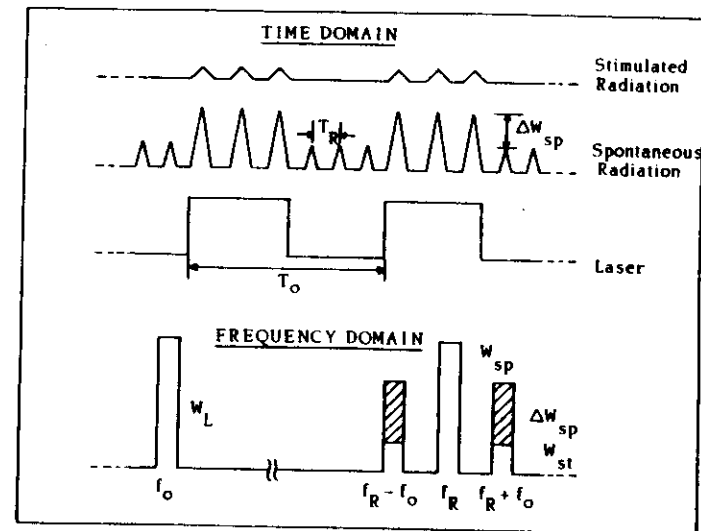 TIME DOMAIN
Stimulated
Radiation
T_R
ΔW_sp
Spontaneous
Radiation
Laser
T_o
FREQUENCY DOMAIN
W_sp
W_L
ΔW_sp
W_st
f_o
f_R - f_o
f_R
f_R + f_o